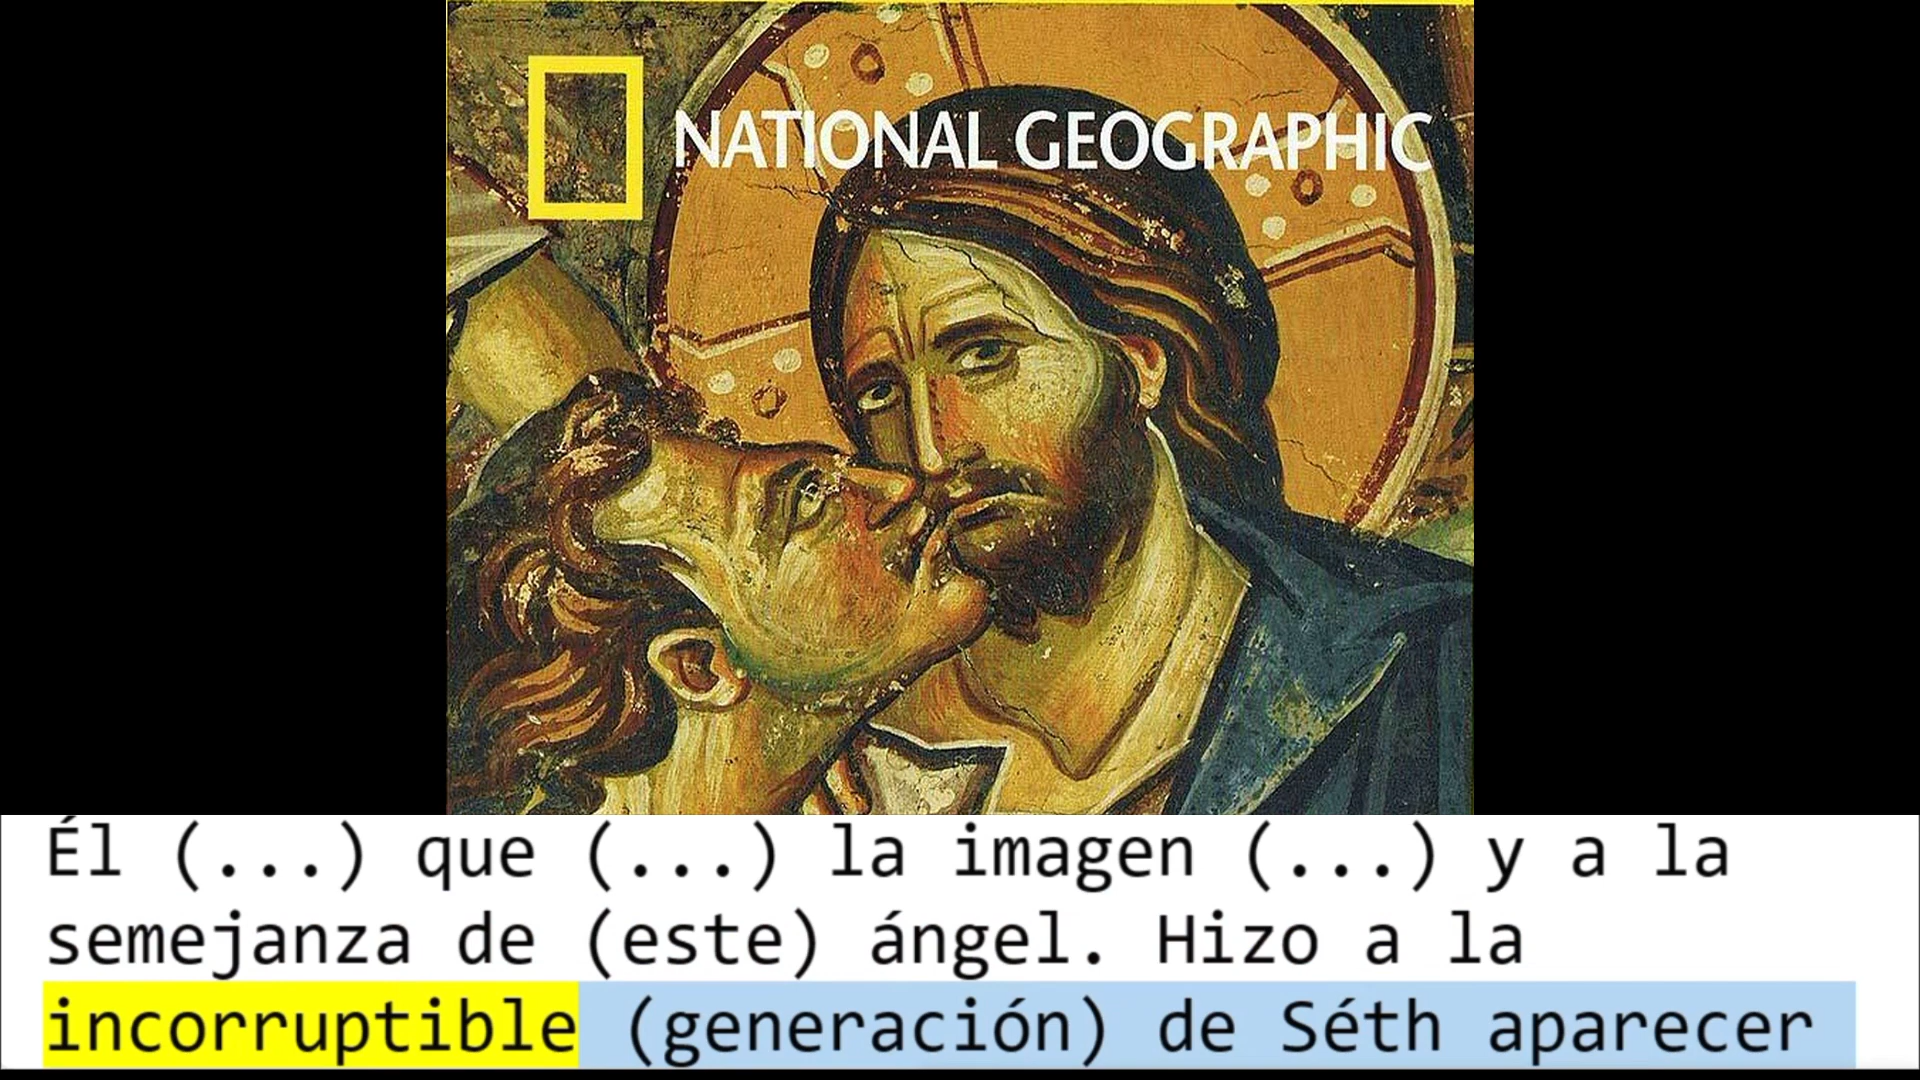 NATIONAL GEOGRAPHIC
Él (...) que (...) la imagen (...) y a la
semejanza de (este) ángel. Hizo a la
incorruptible (generación) de Séth aparecer